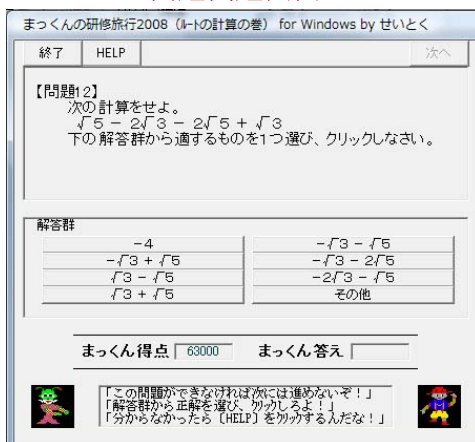 まっくんの研修旅行2008（ﾙｰﾄの計算の巻） for Windows by せいとく
終了 HELP 次へ
【問題12】
次の計算をせよ。
√5 − 2√3 − 2√5 + √3
下の解答群から適するものを1つ選び、クリックしなさい。
解答群
−4 −√3 − √5
−√3 + √5 −√3 − 2√5
√3 − √5 −2√3 − √5
√3 + √5 その他
まっくん得点 63000 まっくん答え
「この問題ができなければ次には進めないぞ！」
「解答群から正解を選び、ｸﾘｯｸしろよ！」
「分からなかったら〔HELP〕をｸﾘｯｸするんだな！」